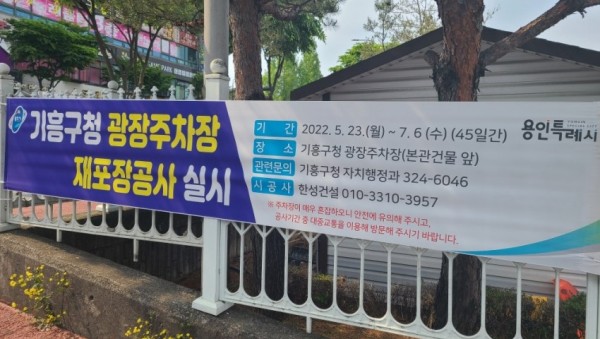 기흥구청 광장주차장
재포장공사 실시
기 간 2022. 5. 23.(월) ~ 7. 6 (수) (45일간)
장 소 기흥구청 광장주차장(본관건물 앞)
관련문의 기흥구청 자치행정과 324-6046
시 공 사 한성건설 010-3310-3957
※ 주차장이 매우 혼잡하오니 안전에 유의해 주시고,
공사기간 중 대중교통을 이용해 방문해 주시기 바랍니다.
용인특례시